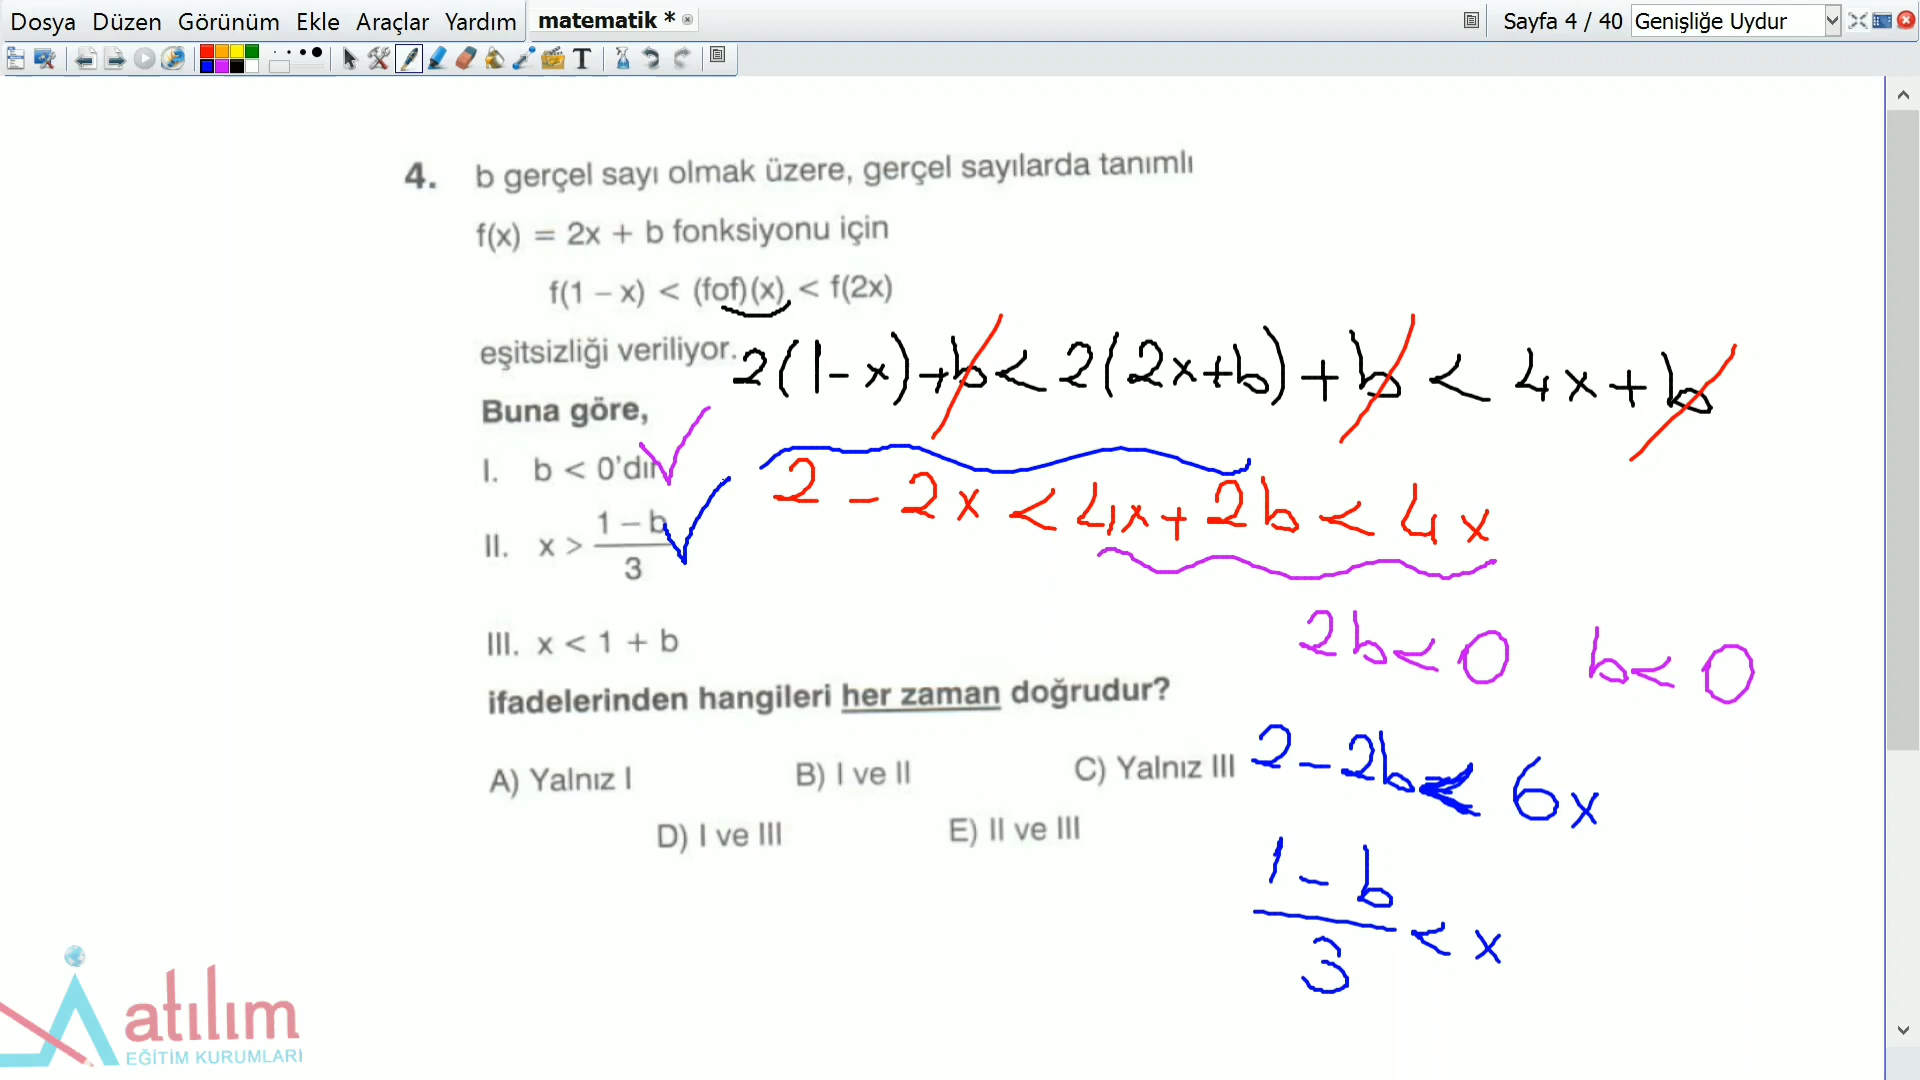 Dosya Düzen Görünüm Ekle Araçlar Yardım matematik * Sayfa 4 / 40 Genişliğe Uydur
4. b gerçel sayı olmak üzere, gerçel sayılarda tanımlı
f(x) = 2x + b fonksiyonu için
f(1 – x) < (fof)(x) < f(2x)
eşitsizliği veriliyor.
2(1-x)+b<2(2x+b)+b<4x+b
Buna göre,
I. b < 0'dır
2-2x<4x+2b<4x
II. x > (1 – b)/3
2b<0 b<0
III. x < 1 + b
ifadelerinden hangileri her zaman doğrudur?
2-2b<6x
A) Yalnız I B) I ve II C) Yalnız III
D) I ve III E) II ve III
(1-b)/3<x
atılım
EĞİTİM KURUMLARI